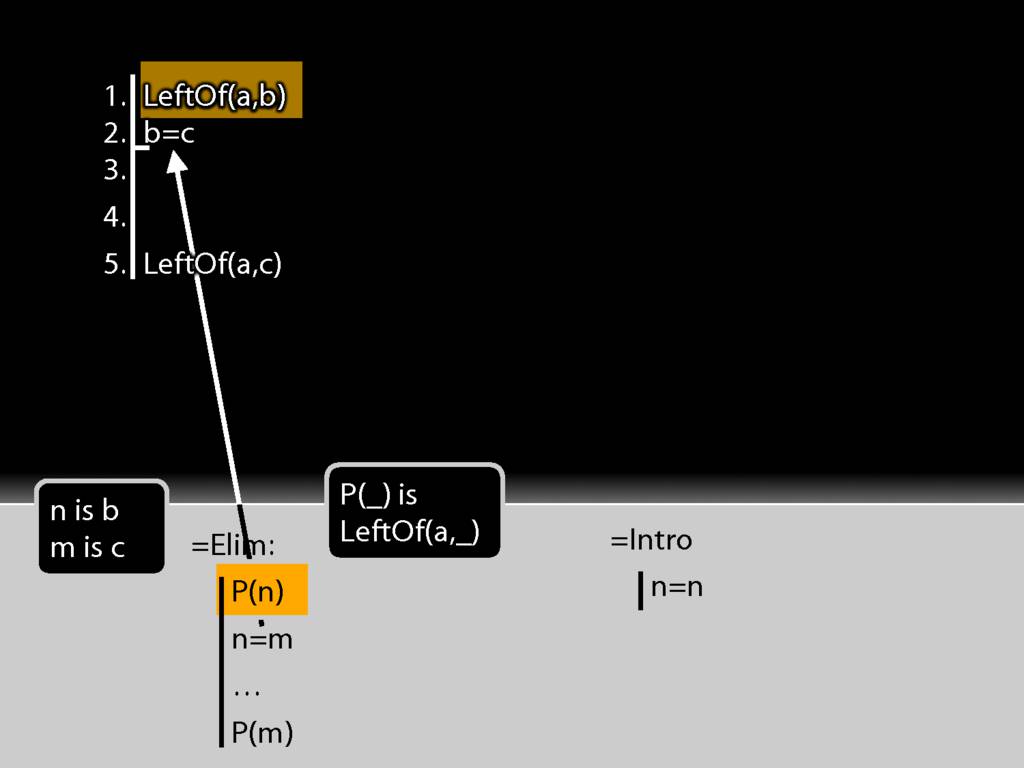 1. LeftOf(a,b)
2. b=c
3.
4.
5. LeftOf(a,c)
n is b
m is c
P(_) is
LeftOf(a,_)
=Elim:
P(n)
n=m
…
P(m)
=Intro
n=n